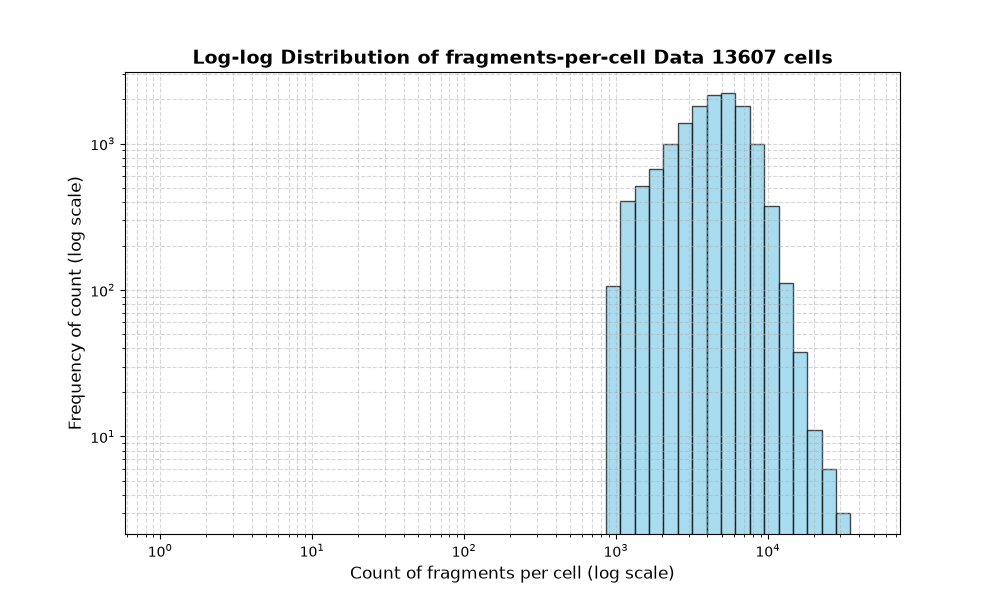 Log-log Distribution of fragments-per-cell Data 13607 cells
Frequency of count (log scale)
10³
10²
10¹
10⁰ 10¹ 10² 10³ 10⁴
Count of fragments per cell (log scale)